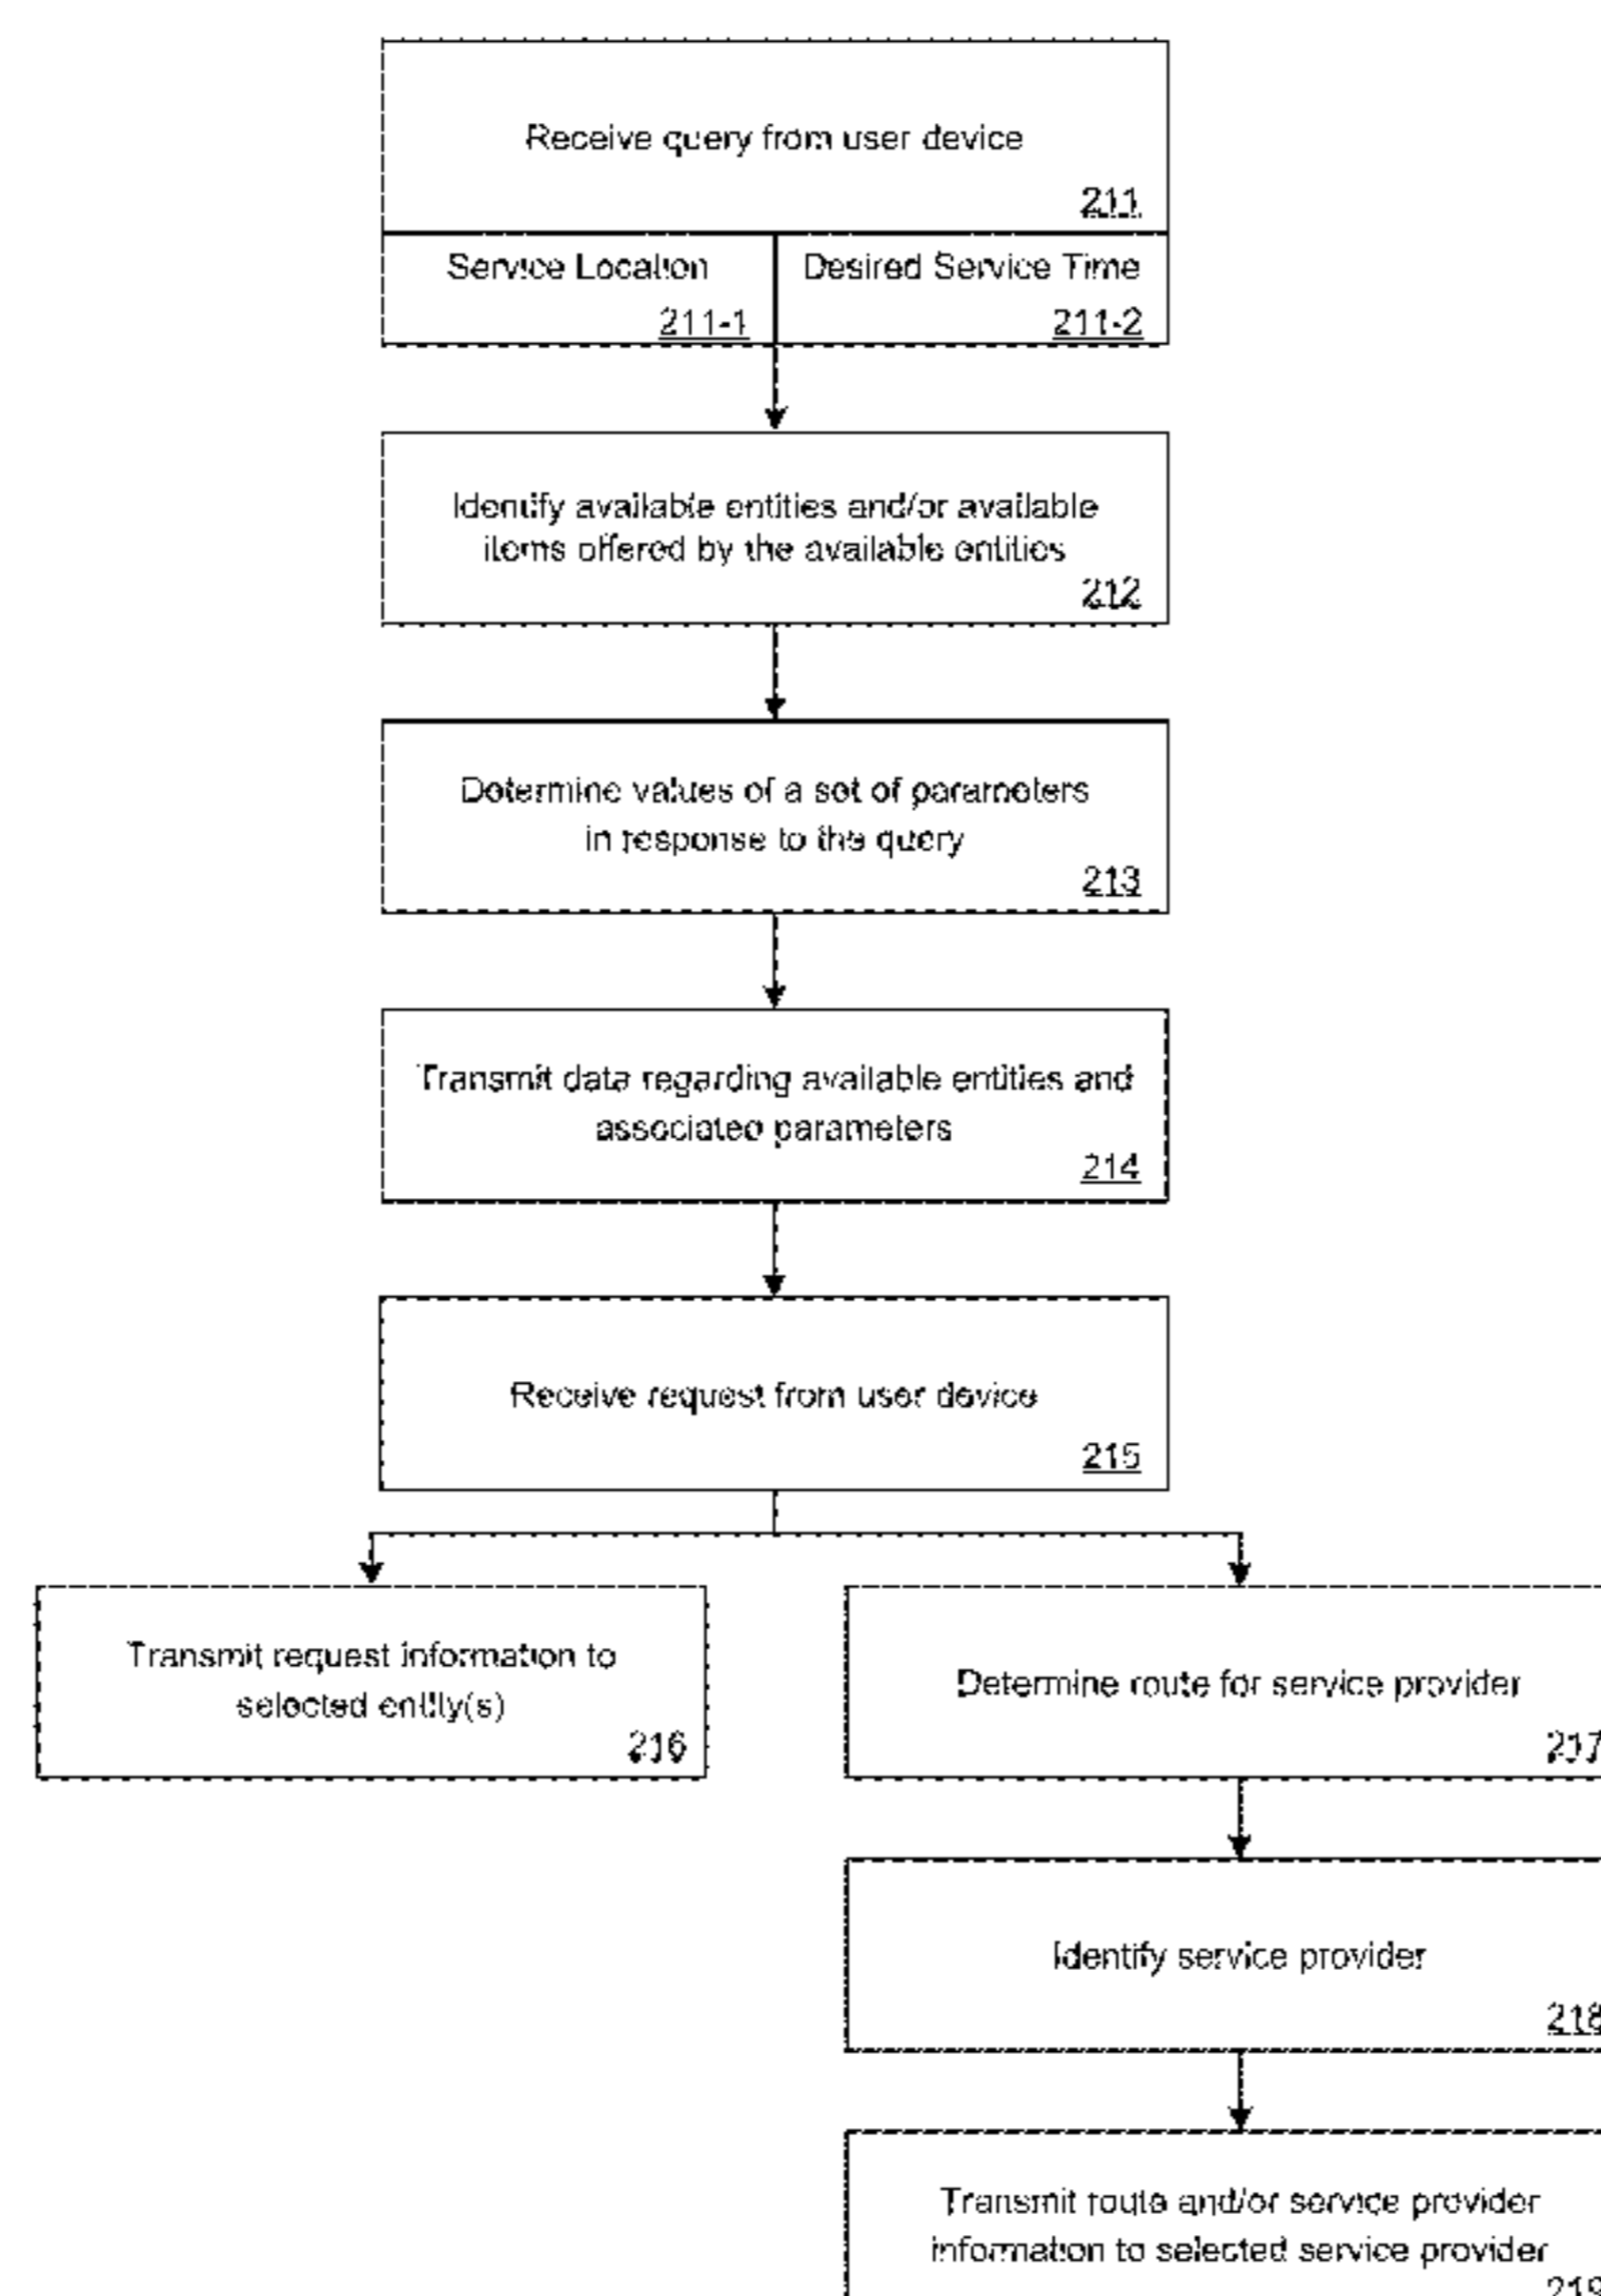 Receive query from user device
211
Service Location
211-1
Desired Service Time
211-2
Identify available entities and/or available
items offered by the available entities
212
Determine values of a set of parameters
in response to the query
213
Transmit data regarding available entities and
associated parameters
214
Receive request from user device
215
Transmit request information to
selected entity(s)
216
Determine route for service provider
217
Identify service provider
218
Transmit route and/or service provider
information to selected service provider
219